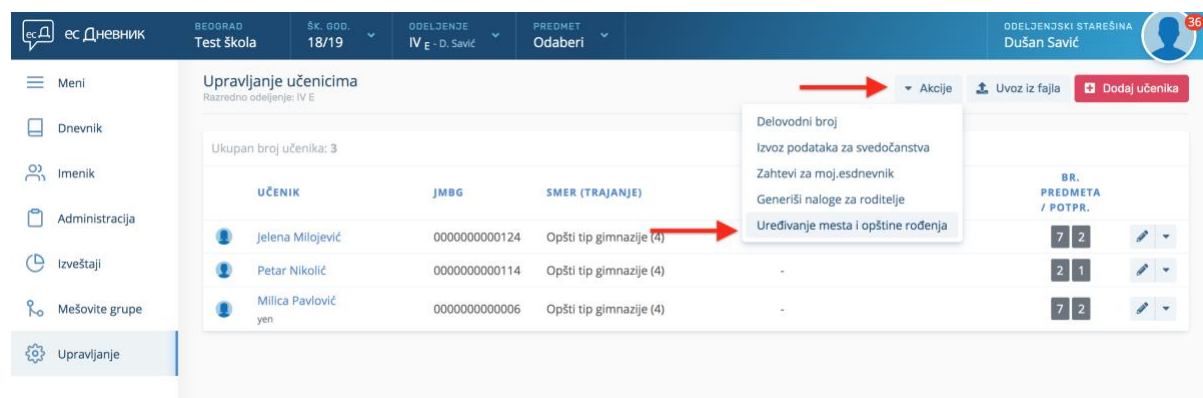 ес Д
ес Дневник
BEOGRAD
Test škola
ŠK. GOD.
18/19
ODELJENJE
IV E - D. Savić
PREDMET
Odaberi
ODELJENJSKI STAREŠINA
Dušan Savić
36
Meni
Dnevnik
Imenik
Administracija
Izveštaji
Mešovite grupe
Upravljanje
Upravljanje učenicima
Razredno odeljenje: IV E
Akcije
Uvoz iz fajla
Dodaj učenika
Delovodni broj
Izvoz podataka za svedočanstva
Zahtevi za moj.esdnevnik
Generiši naloge za roditelje
Uređivanje mesta i opštine rođenja
Ukupan broj učenika: 3
UČENIK
JMBG
SMER (TRAJANJE)
BR.
PREDMETA
/ POTPR.
Jelena Milojević 0000000000124 Opšti tip gimnazije (4) 7 2
Petar Nikolić 0000000000114 Opšti tip gimnazije (4) - 2 1
Milica Pavlović 0000000000006 Opšti tip gimnazije (4) - 7 2
yen